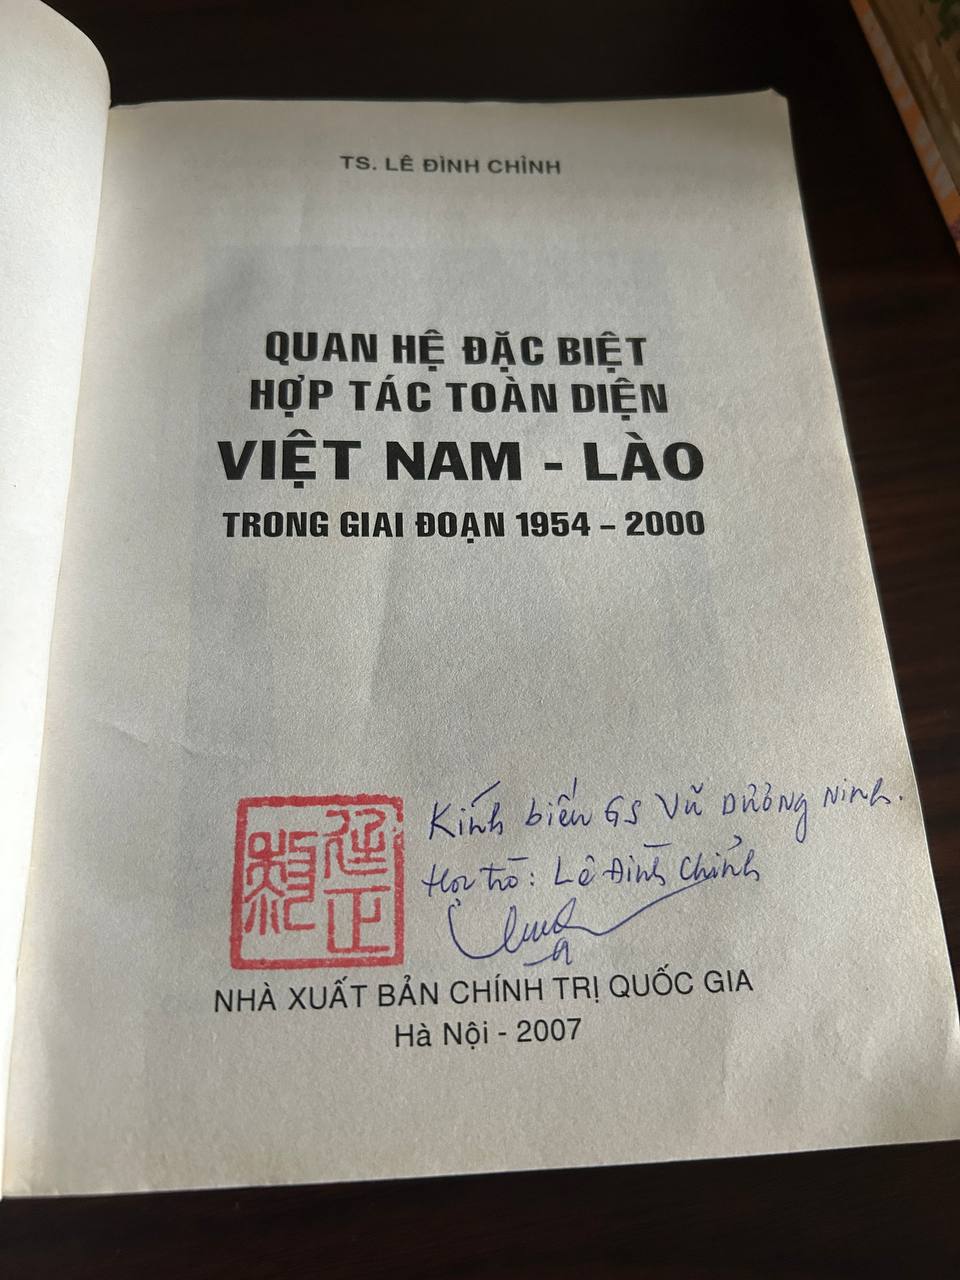 TS. LÊ ĐÌNH CHỈNH
QUAN HỆ ĐẶC BIỆT
HỢP TÁC TOÀN DIỆN
VIỆT NAM - LÀO
TRONG GIAI ĐOẠN 1954 – 2000
Kính biếu GS Vũ Dương Ninh.
Học trò: Lê Đình Chỉnh
NHÀ XUẤT BẢN CHÍNH TRỊ QUỐC GIA
Hà Nội - 2007